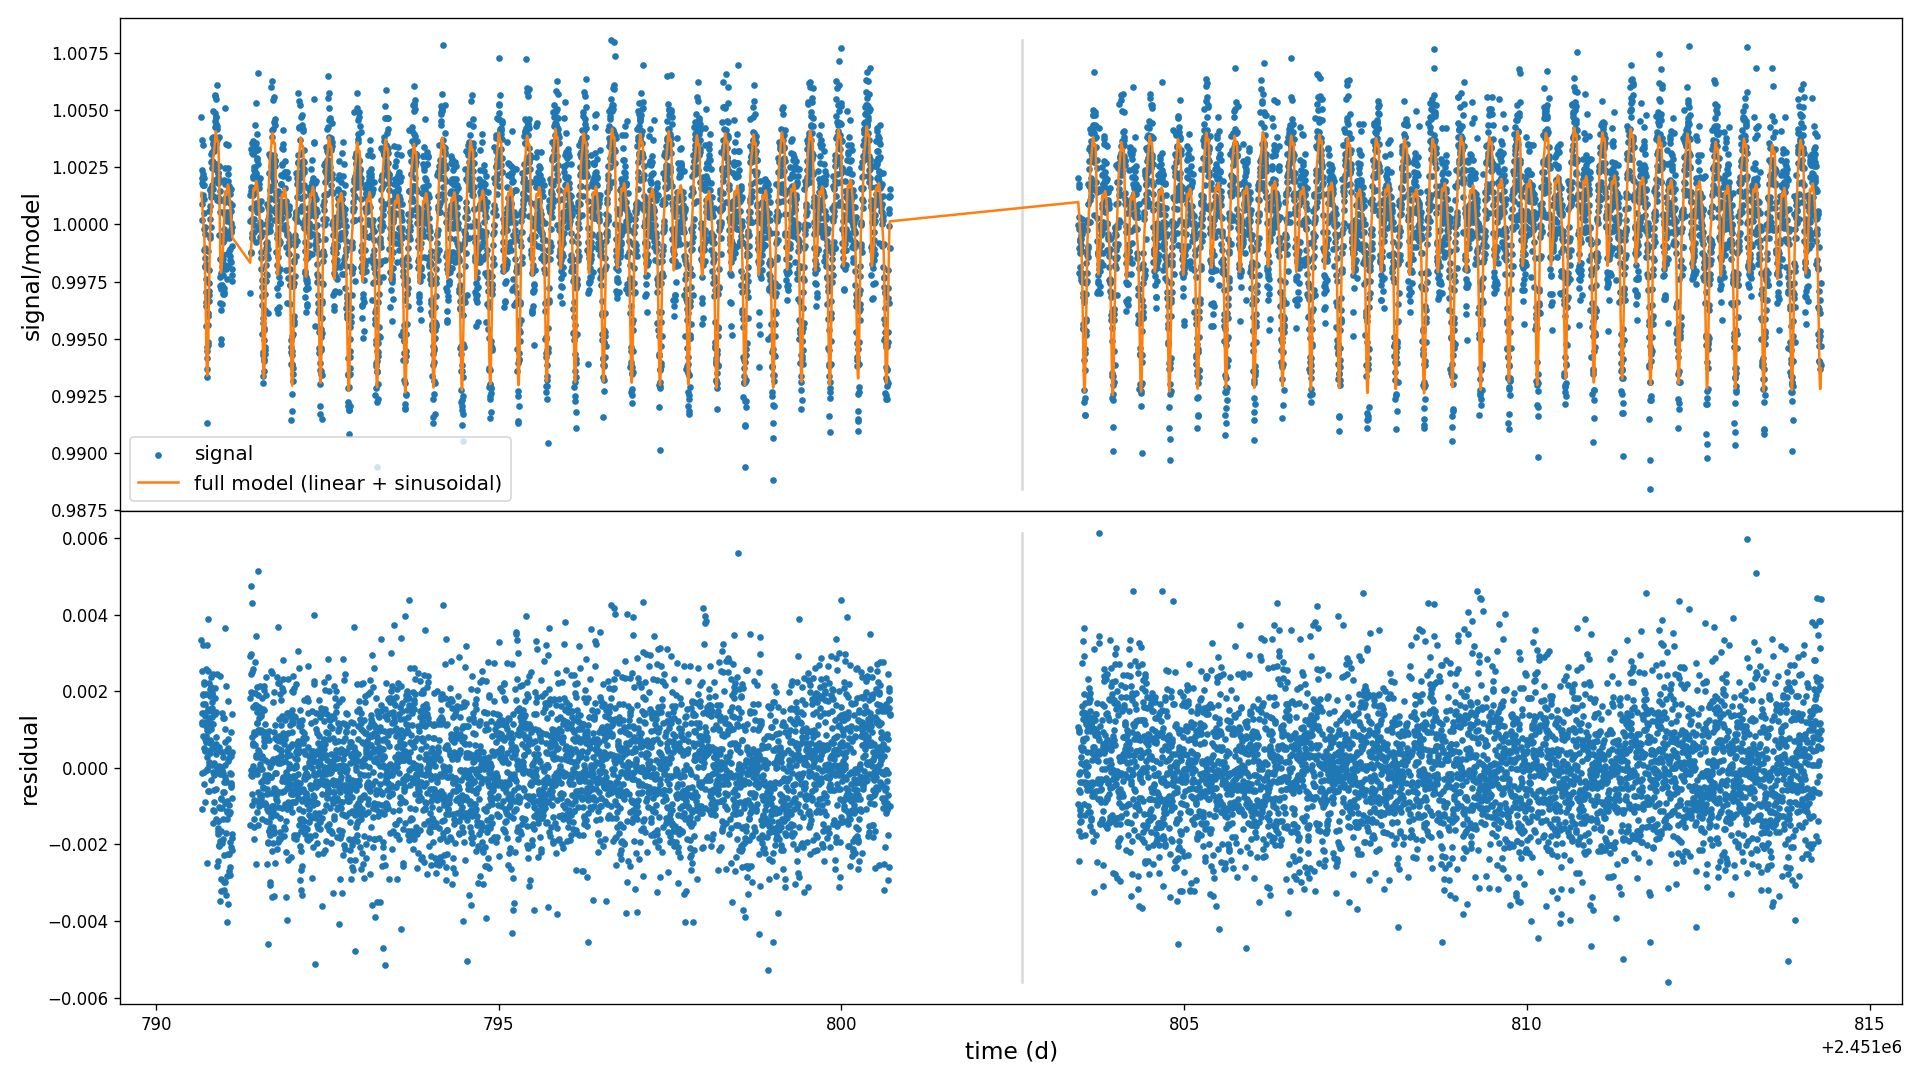 1.0075
1.0050
1.0025
1.0000
0.9975
0.9950
0.9925
0.9900
0.9875
signal/model
signal
full model (linear + sinusoidal)
0.006
0.004
0.002
0.000
−0.002
−0.004
−0.006
residual
790 795 800 805 810 815
time (d)
+2.451e6